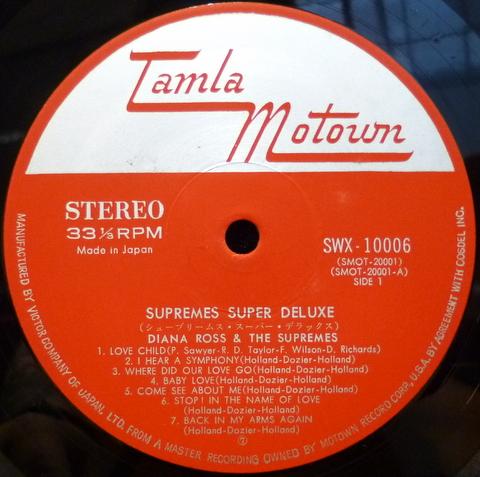 Tamla
Motown
STEREO
33⅓RPM
Made in Japan
SWX-10006
(SMOT-20001)
(SMOT-20001-A)
SIDE 1
SUPREMES SUPER DELUXE
(シュープリームス・スーパー・デラックス)
DIANA ROSS & THE SUPREMES
1. LOVE CHILD(P. Sawyer-R. D. Taylor-F. Wilson-D. Richards)
2. I HEAR A SYMPHONY(Holland-Dozier-Holland)
3. WHERE DID OUR LOVE GO(Holland-Dozier-Holland)
4. BABY LOVE(Holland-Dozier-Holland)
5. COME SEE ABOUT ME(Holland-Dozier-Holland)
6. STOP! IN THE NAME OF LOVE
(Holland-Dozier-Holland)
7. BACK IN MY ARMS AGAIN
(Holland-Dozier-Holland)
MANUFACTURED BY VICTOR COMPANY OF JAPAN, LTD. FROM A MASTER RECORDING OWNED BY MOTOWN RECORD CORP., U.S.A. BY AGREEMENT WITH COGDEL INC.